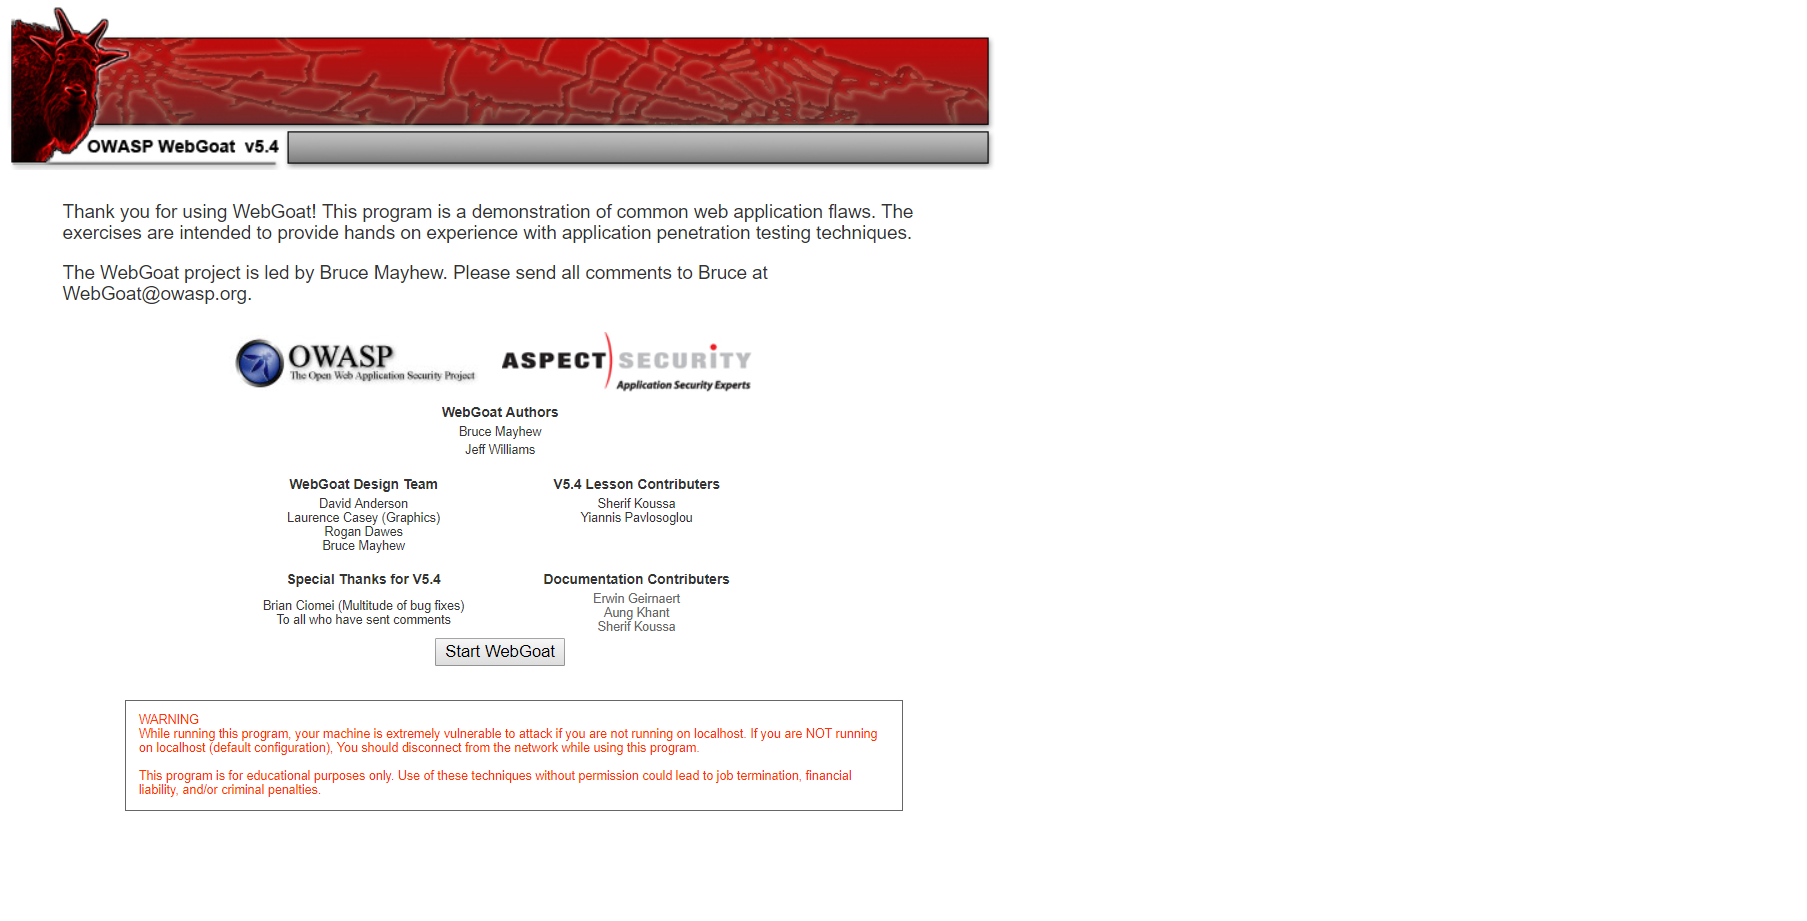 OWASP WebGoat v5.4
Thank you for using WebGoat! This program is a demonstration of common web application flaws. The
exercises are intended to provide hands on experience with application penetration testing techniques.
The WebGoat project is led by Bruce Mayhew. Please send all comments to Bruce at
WebGoat@owasp.org.
OWASP
The Open Web Application Security Project
ASPECT SECURITY
Application Security Experts
WebGoat Authors
Bruce Mayhew
Jeff Williams
WebGoat Design Team
David Anderson
Laurence Casey (Graphics)
Rogan Dawes
Bruce Mayhew
V5.4 Lesson Contributers
Sherif Koussa
Yiannis Pavlosoglou
Special Thanks for V5.4
Brian Ciomei (Multitude of bug fixes)
To all who have sent comments
Documentation Contributers
Erwin Geirnaert
Aung Khant
Sherif Koussa
Start WebGoat
WARNING
While running this program, your machine is extremely vulnerable to attack if you are not running on localhost. If you are NOT running
on localhost (default configuration), You should disconnect from the network while using this program.
This program is for educational purposes only. Use of these techniques without permission could lead to job termination, financial
liability, and/or criminal penalties.